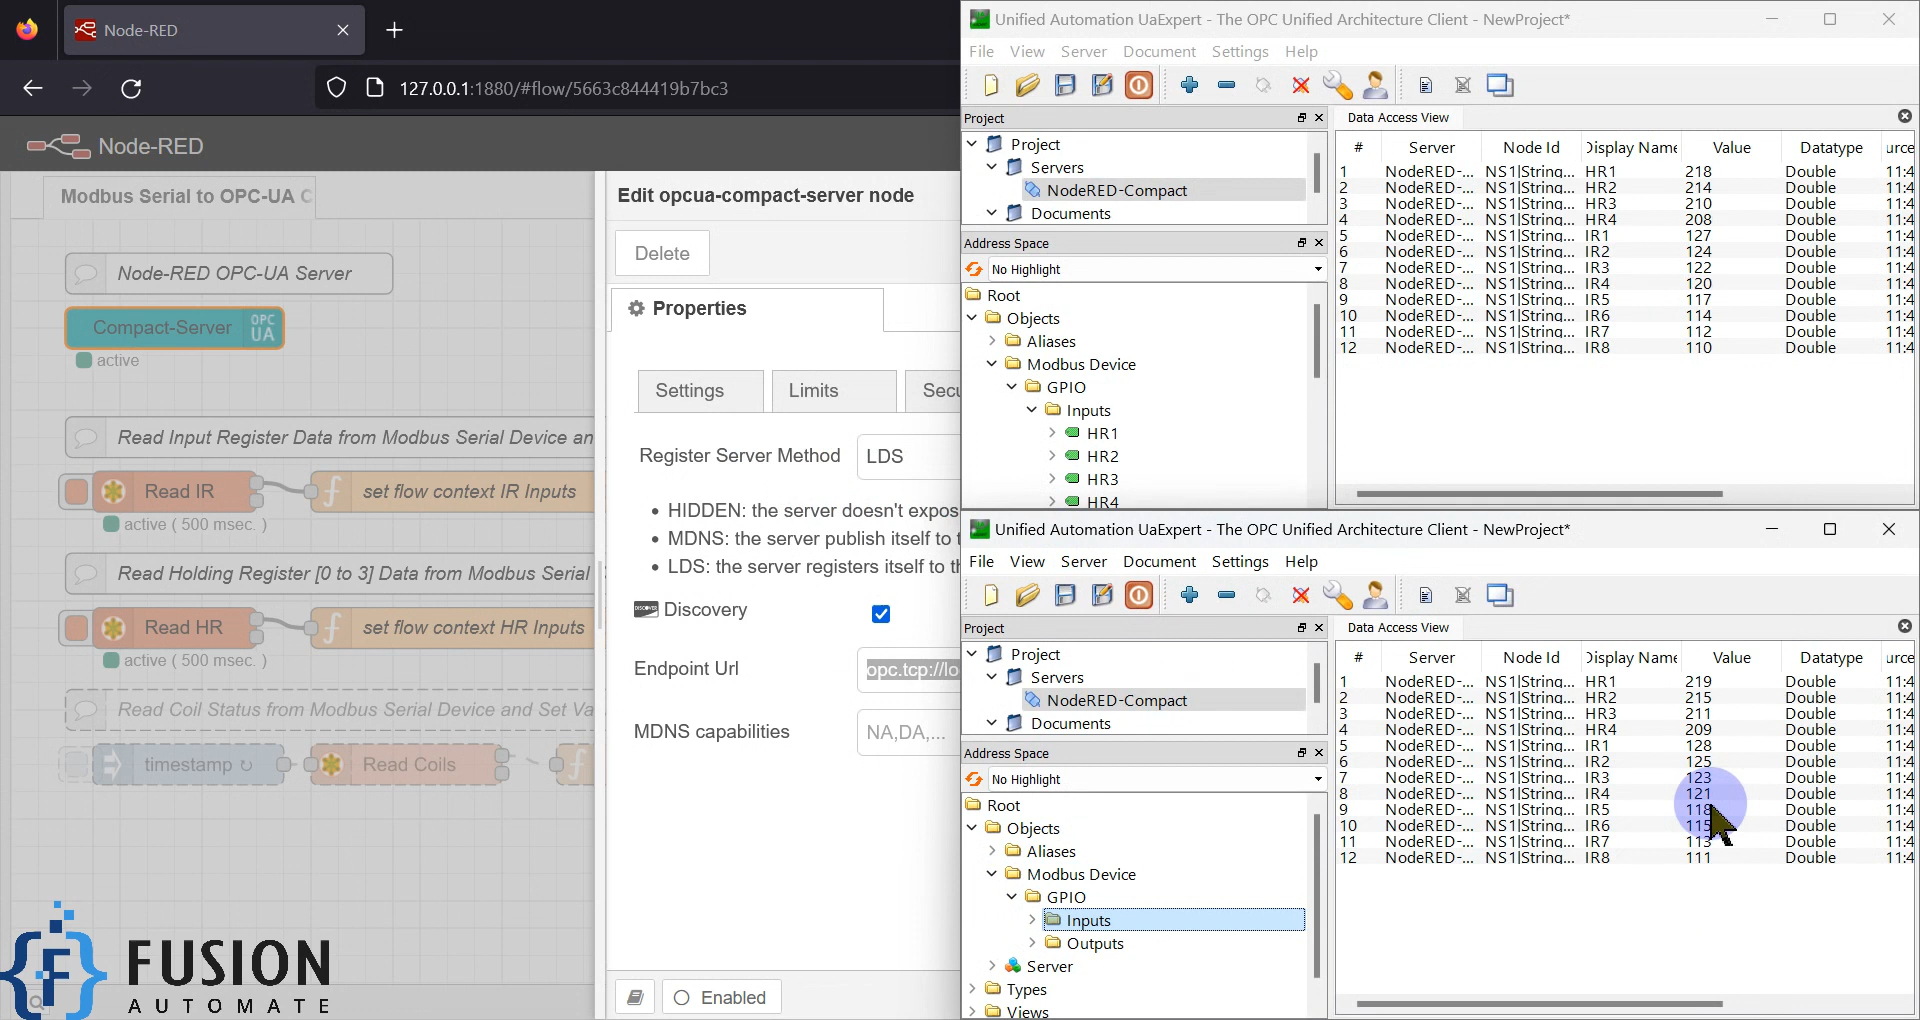 Node-RED
127.0.0.1:1880/#flow/5663c844419b7bc3
Node-RED
Modbus Serial to OPC-UA C
Node-RED OPC-UA Server
Compact-Server OPC UA
active
Read Input Register Data from Modbus Serial Device an
Read IR
set flow context IR Inputs
active ( 500 msec. )
Read Holding Register [0 to 3] Data from Modbus Serial
Read HR
set flow context HR Inputs
active ( 500 msec. )
Read Coil Status from Modbus Serial Device and Set Va
timestamp ↻
Read Coils
FUSION
AUTOMATE
Edit opcua-compact-server node
Delete
Properties
Settings
Limits
Secu
Register Server Method LDS
• HIDDEN: the server doesn't expos
• MDNS: the server publish itself to t
• LDS: the server registers itself to th
DISCOVER Discovery
Endpoint Url opc.tcp://lo
MDNS capabilities NA,DA,...
Enabled
Unified Automation UaExpert - The OPC Unified Architecture Client - NewProject*
File View Server Document Settings Help
Project
Project
Servers
NodeRED-Compact
Documents
Address Space
No Highlight
Root
Objects
Aliases
Modbus Device
GPIO
Inputs
HR1
HR2
HR3
HR4
Data Access View
# Server Node Id Display Name Value Datatype urce
1 NodeRED-... NS1|String... HR1 218 Double 11:4
2 NodeRED-... NS1|String... HR2 214 Double 11:4
3 NodeRED-... NS1|String... HR3 210 Double 11:4
4 NodeRED-... NS1|String... HR4 208 Double 11:4
5 NodeRED-... NS1|String... IR1 127 Double 11:4
6 NodeRED-... NS1|String... IR2 124 Double 11:4
7 NodeRED-... NS1|String... IR3 122 Double 11:4
8 NodeRED-... NS1|String... IR4 120 Double 11:4
9 NodeRED-... NS1|String... IR5 117 Double 11:4
10 NodeRED-... NS1|String... IR6 114 Double 11:4
11 NodeRED-... NS1|String... IR7 112 Double 11:4
12 NodeRED-... NS1|String... IR8 110 Double 11:4
Unified Automation UaExpert - The OPC Unified Architecture Client - NewProject*
File View Server Document Settings Help
Project
Project
Servers
NodeRED-Compact
Documents
Address Space
No Highlight
Root
Objects
Aliases
Modbus Device
GPIO
Inputs
Outputs
Server
Types
Views
Data Access View
# Server Node Id Display Name Value Datatype urce
1 NodeRED-... NS1|String... HR1 219 Double 11:4
2 NodeRED-... NS1|String... HR2 215 Double 11:4
3 NodeRED-... NS1|String... HR3 211 Double 11:4
4 NodeRED-... NS1|String... HR4 209 Double 11:4
5 NodeRED-... NS1|String... IR1 128 Double 11:4
6 NodeRED-... NS1|String... IR2 125 Double 11:4
7 NodeRED-... NS1|String... IR3 123 Double 11:4
8 NodeRED-... NS1|String... IR4 121 Double 11:4
9 NodeRED-... NS1|String... IR5 118 Double 11:4
10 NodeRED-... NS1|String... IR6 115 Double 11:4
11 NodeRED-... NS1|String... IR7 113 Double 11:4
12 NodeRED-... NS1|String... IR8 111 Double 11:4